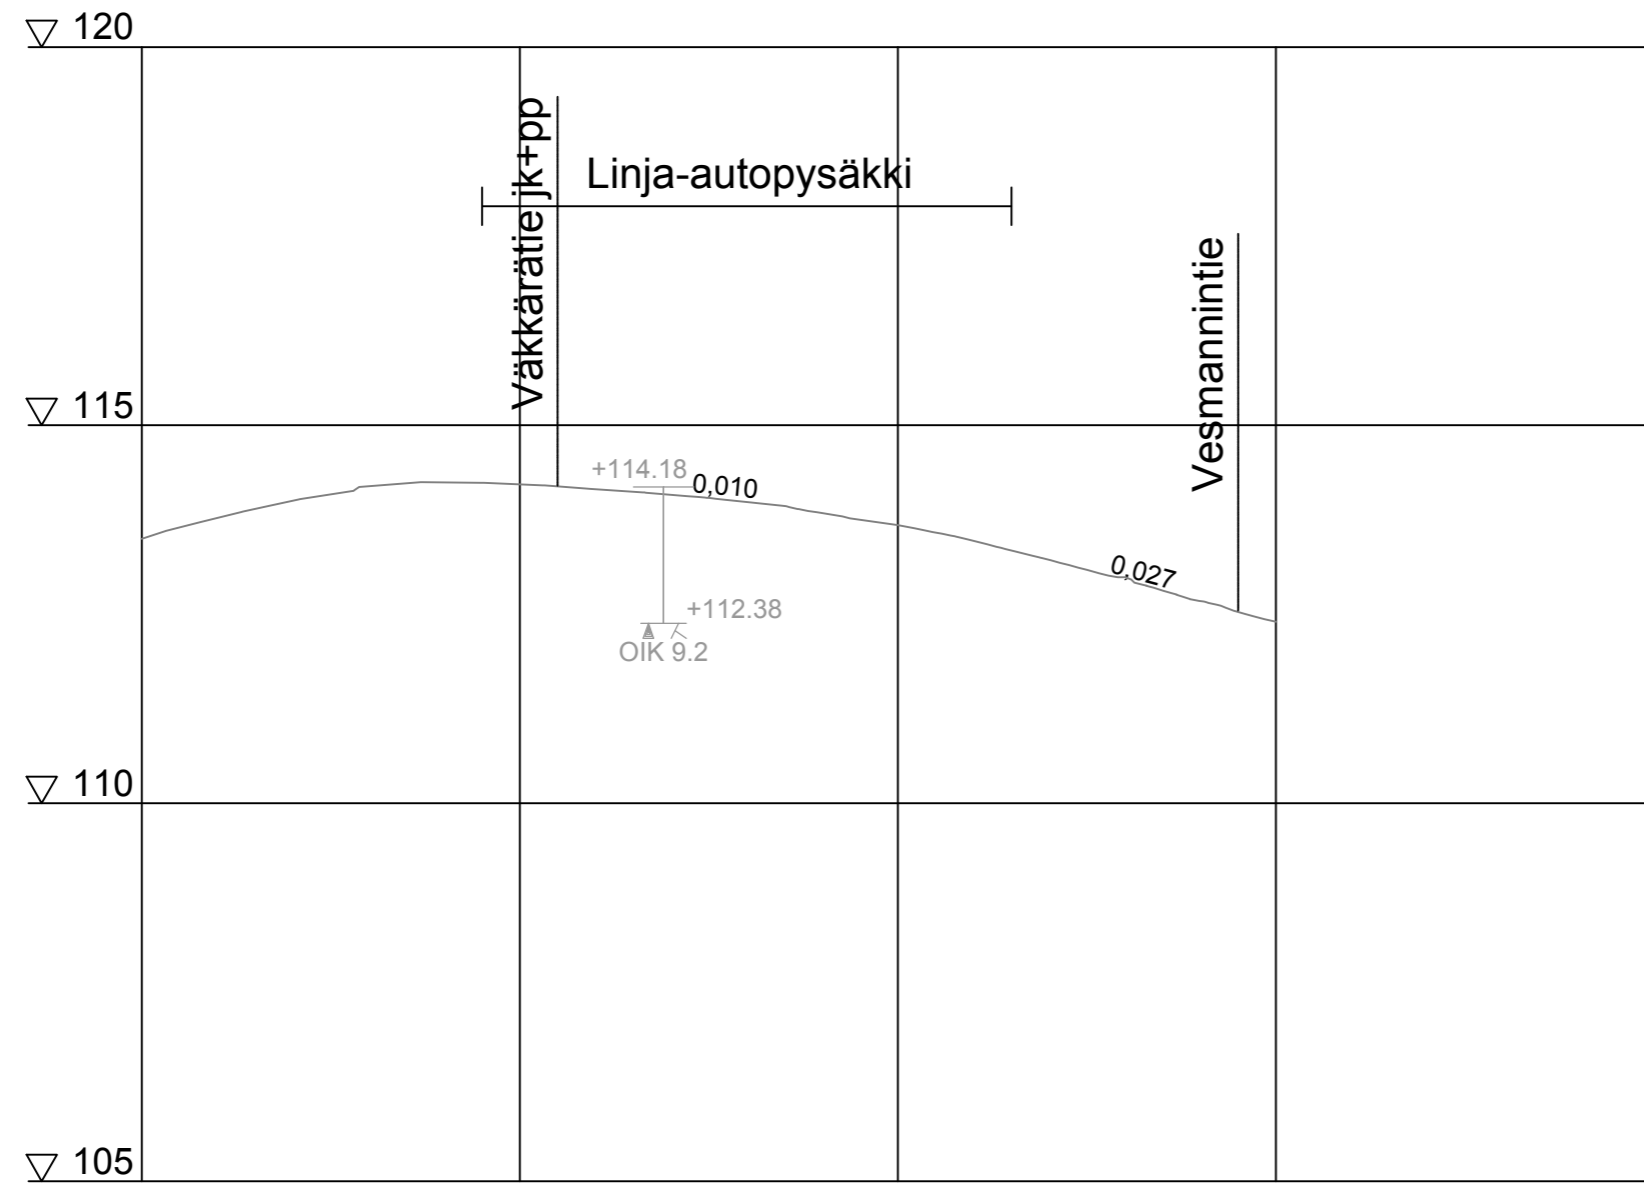 120
Väkkärätie jk+pp
Linja-autopysäkki
Vesmannintie
115
+114.18
0,010
0,027
+112.38
OIK 9.2
110
105